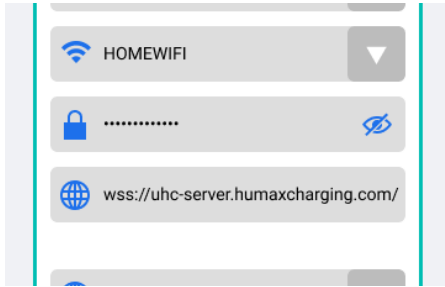 HOMEWIFI
•••••••••••••
wss://uhc-server.humaxcharging.com/